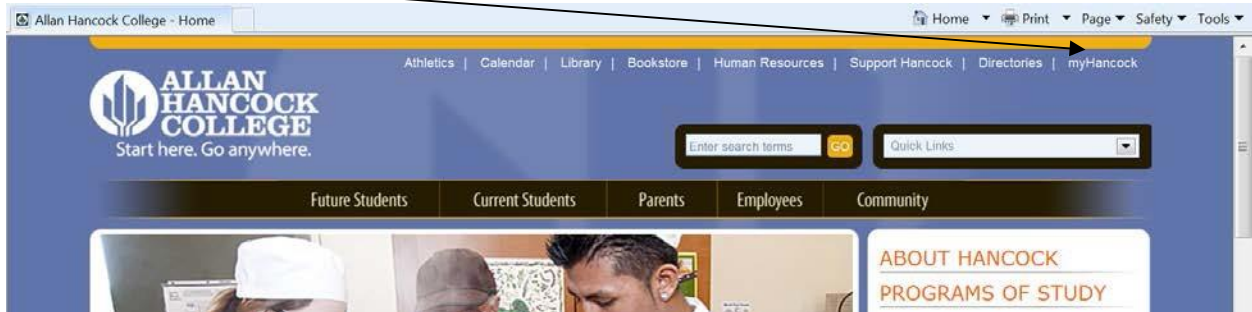 Allan Hancock College - Home
Home Print Page Safety Tools
Athletics | Calendar | Library | Bookstore | Human Resources | Support Hancock | Directories | myHancock
ALLAN
HANCOCK
COLLEGE
Start here. Go anywhere.
Enter search terms GO Quick Links
Future Students Current Students Parents Employees Community
ABOUT HANCOCK
PROGRAMS OF STUDY